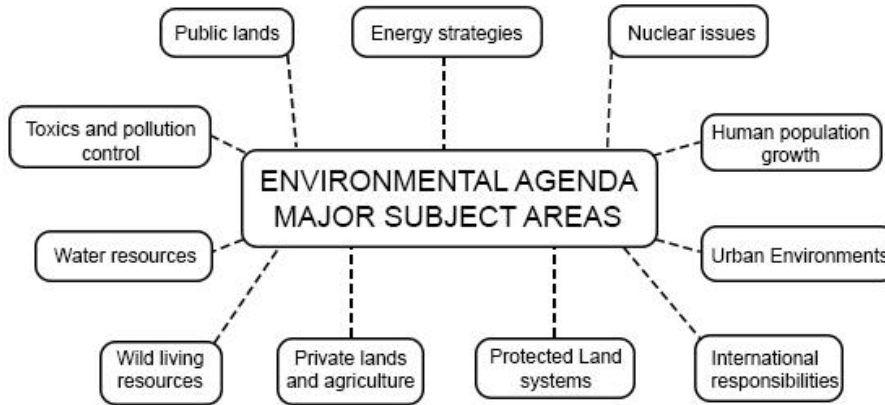 Public lands
Energy strategies
Nuclear issues
Toxics and pollution
control
Human population
growth
ENVIRONMENTAL AGENDA
MAJOR SUBJECT AREAS
Water resources
Urban Environments
Wild living
resources
Private lands
and agriculture
Protected Land
systems
International
responsibilities